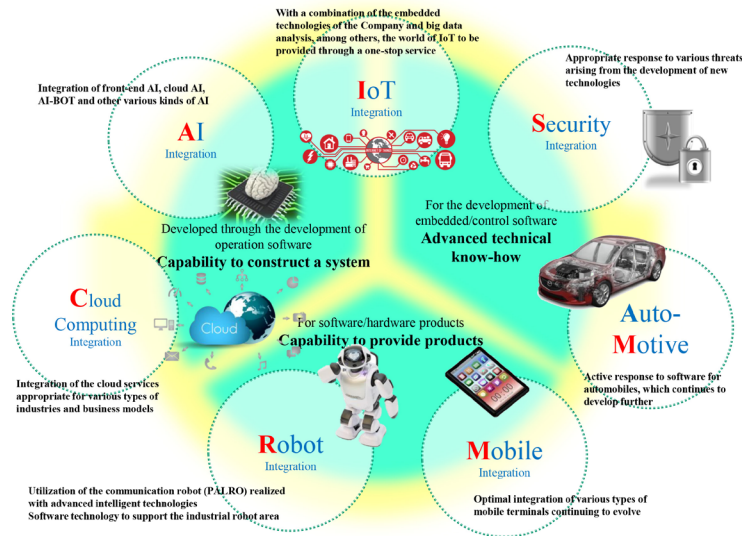 With a combination of the embedded
technologies of the Company and big data
analysis, among others, the world of IoT to be
provided through a one-stop service
IoT
Integration
Appropriate response to various threats
arising from the development of new
technologies
Security
Integration
Integration of front-end AI, cloud AI,
AI-BOT and other various kinds of AI
AI
Integration
For the development of
embedded/control software
Advanced technical
know-how
Developed through the development of
operation software
Capability to construct a system
Cloud
Computing
Integration
Cloud
For software/hardware products
Capability to provide products
Auto-
Motive
Integration of the cloud services
appropriate for various types of
industries and business models
Active response to software for
automobiles, which continues to
develop further
Robot
Integration
Mobile
Integration
Utilization of the communication robot (PALRO) realized
with advanced intelligent technologies
Software technology to support the industrial robot area
Optimal integration of various types of
mobile terminals continuing to evolve